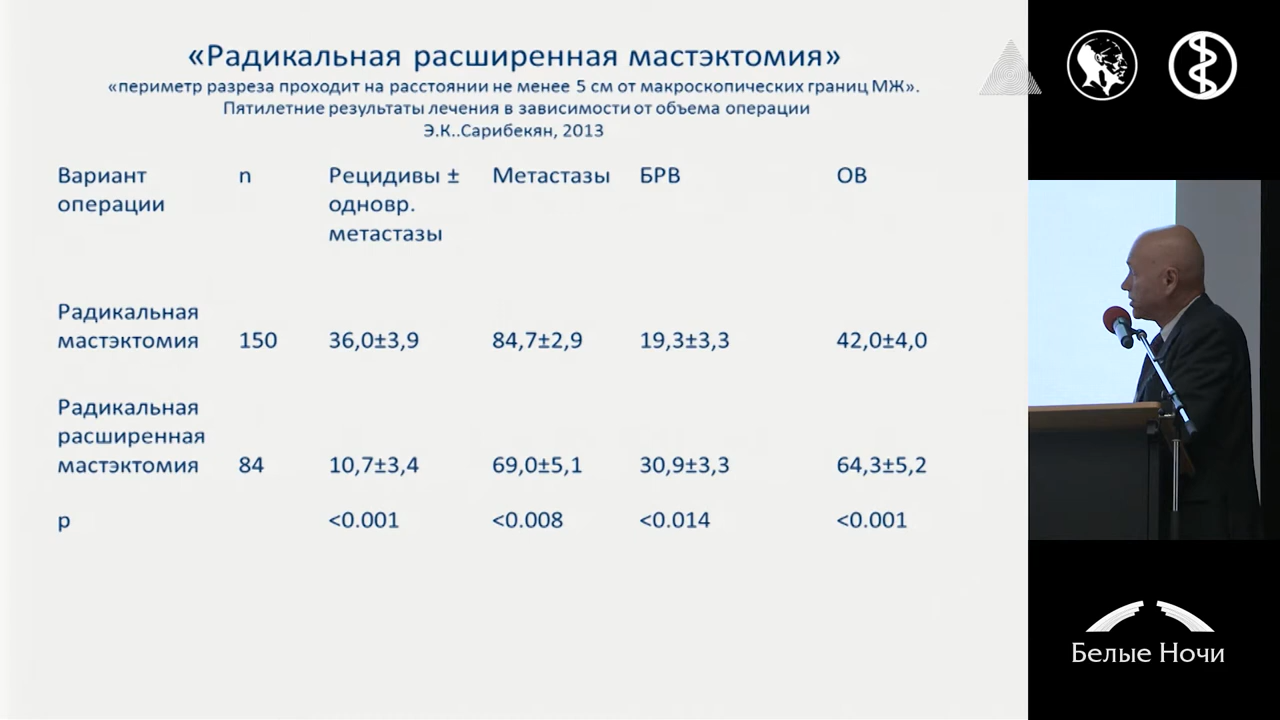 «Радикальная расширенная мастэктомия»
«периметр разреза проходит на расстоянии не менее 5 см от макроскопических границ МЖ».
Пятилетние результаты лечения в зависимости от объема операции
Э.К..Сарибекян, 2013
Вариант операции n Рецидивы ± одновр. метастазы Метастазы БРВ ОВ
Радикальная мастэктомия 150 36,0±3,9 84,7±2,9 19,3±3,3 42,0±4,0
Радикальная расширенная мастэктомия 84 10,7±3,4 69,0±5,1 30,9±3,3 64,3±5,2
р <0.001 <0.008 <0.014 <0.001
Белые Ночи